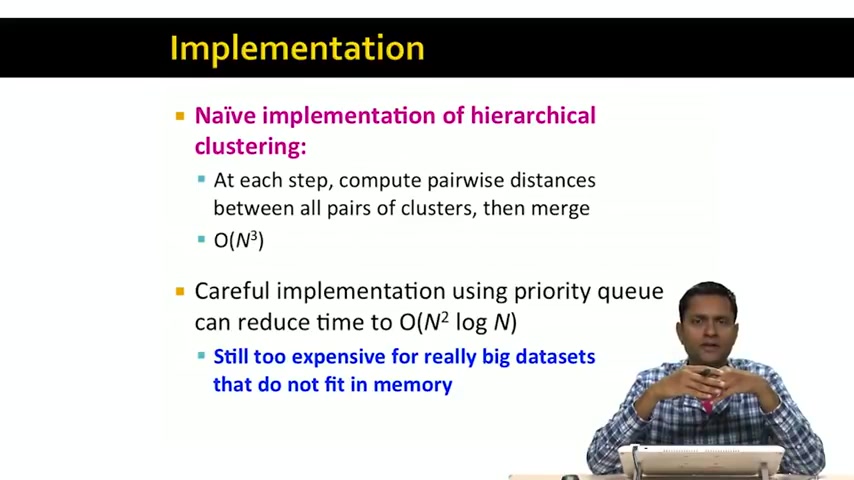 Implementation
Naïve implementation of hierarchical
clustering:
At each step, compute pairwise distances
between all pairs of clusters, then merge
O(N³)
Careful implementation using priority queue
can reduce time to O(N² log N)
Still too expensive for really big datasets
that do not fit in memory